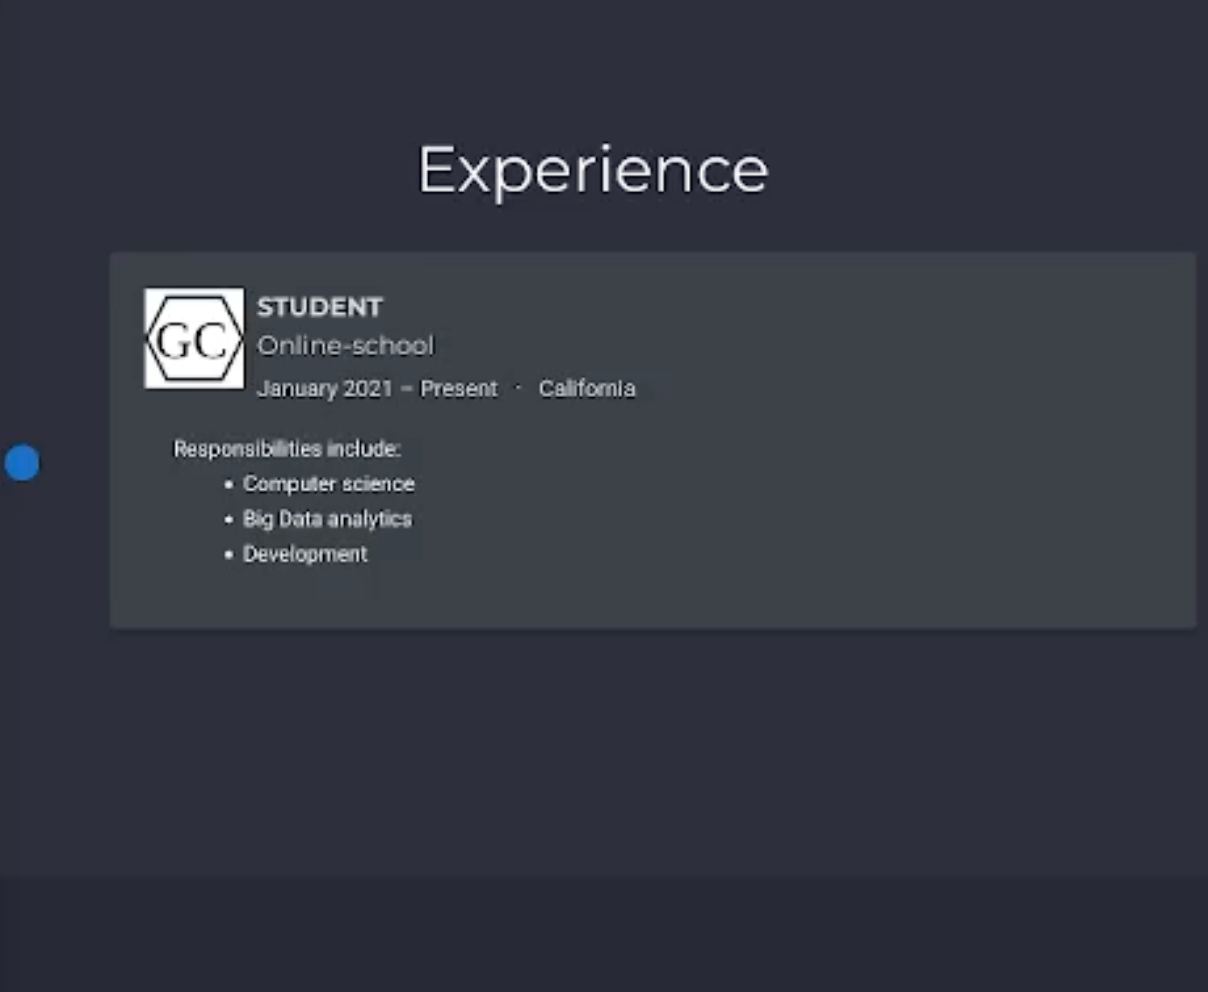 Experience
GC
STUDENT
Online-school
January 2021 – Present · California
Responsibilities include:
• Computer science
• Big Data analytics
• Development